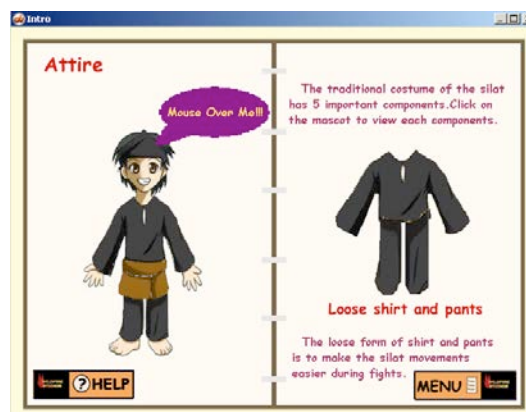 Intro
Attire
Mouse Over Me!!!
The traditional costume of the silat
has 5 important components.Click on
the mascot to view each components.
Loose shirt and pants
The loose form of shirt and pants
is to make the silat movements
easier during fights.
? HELP
MENU